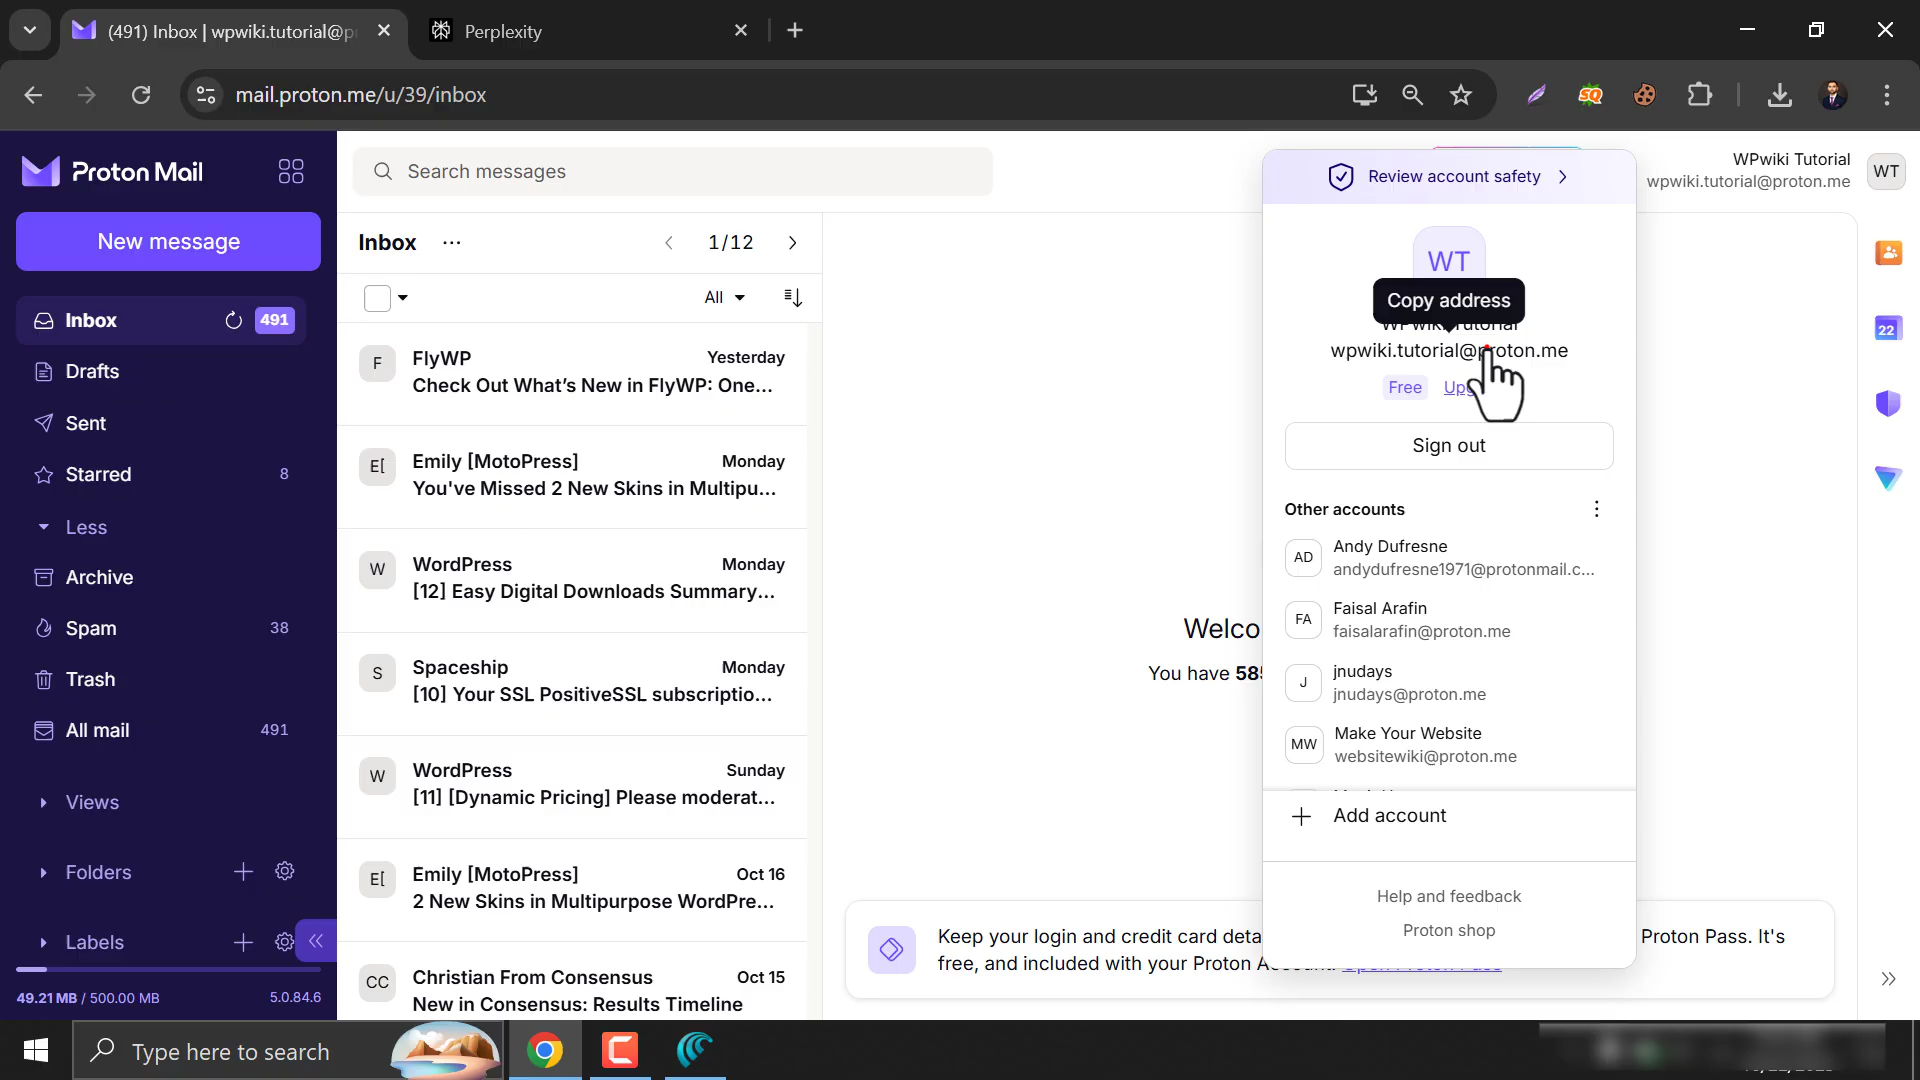 (491) Inbox | wpwiki.tutorial@pr
Perplexity
mail.proton.me/u/39/inbox
Proton Mail
Search messages
Review account safety
WPwiki Tutorial
wpwiki.tutorial@proton.me
WT
New message
Inbox
1/12
WT
Copy address
WPwiki Tutorial
wpwiki.tutorial@proton.me
Free
Sign out
All
Inbox 491
Drafts
Sent
Starred 8
Less
Archive
Spam 38
Trash
All mail 491
Views
Folders
Labels
49.21 MB / 500.00 MB
5.0.84.6
F
FlyWP Yesterday
Check Out What’s New in FlyWP: One...
E[
Emily [MotoPress] Monday
You've Missed 2 New Skins in Multipu...
W
WordPress Monday
[12] Easy Digital Downloads Summary...
S
Spaceship Monday
[10] Your SSL PositiveSSL subscriptio...
W
WordPress Sunday
[11] [Dynamic Pricing] Please moderat...
E[
Emily [MotoPress] Oct 16
2 New Skins in Multipurpose WordPre...
CC
Christian From Consensus Oct 15
New in Consensus: Results Timeline
Welco
You have 585
Other accounts
AD
Andy Dufresne
andydufresne1971@protonmail.c...
FA
Faisal Arafin
faisalarafin@proton.me
J
jnudays
jnudays@proton.me
MW
Make Your Website
websitewiki@proton.me
Add account
Help and feedback
Proton shop
Keep your login and credit card deta
Proton Pass. It's
free, and included with your Proton Account.
22
SQ
Type here to search